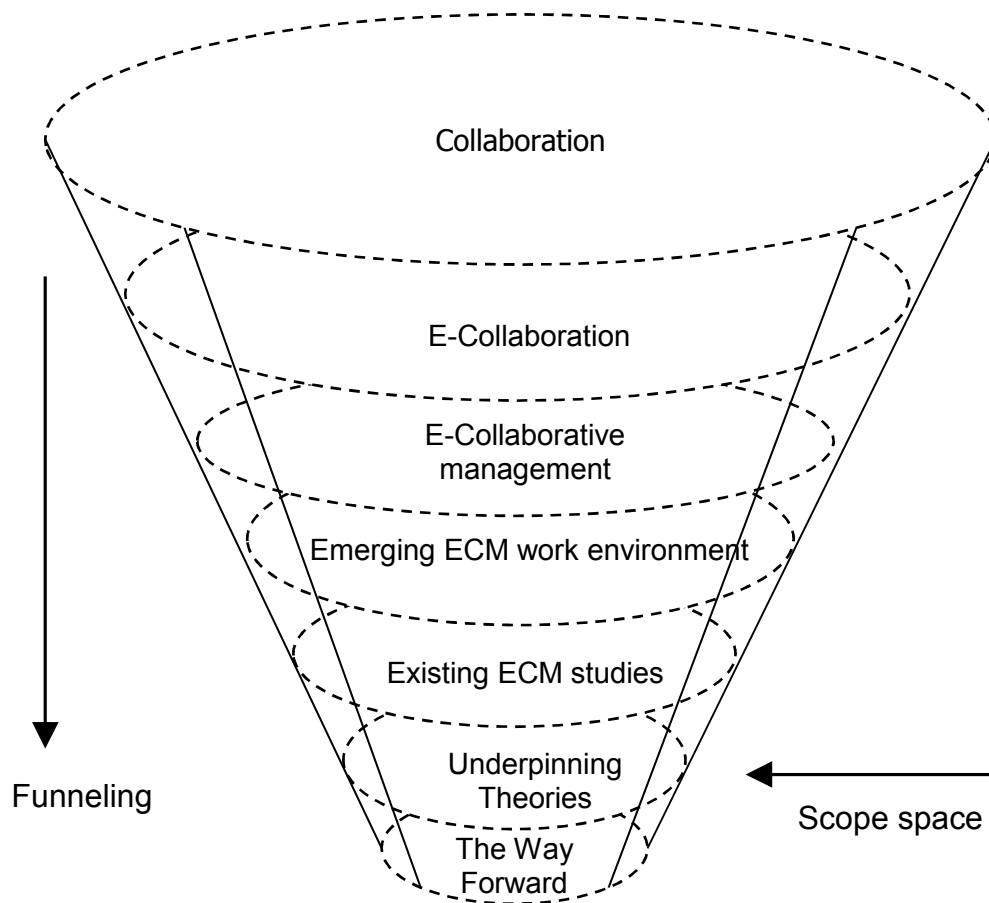 Collaboration
E-Collaboration
E-Collaborative
management
Emerging ECM work environment
Existing ECM studies
Underpinning
Theories
Funneling
Scope space
The Way
Forward